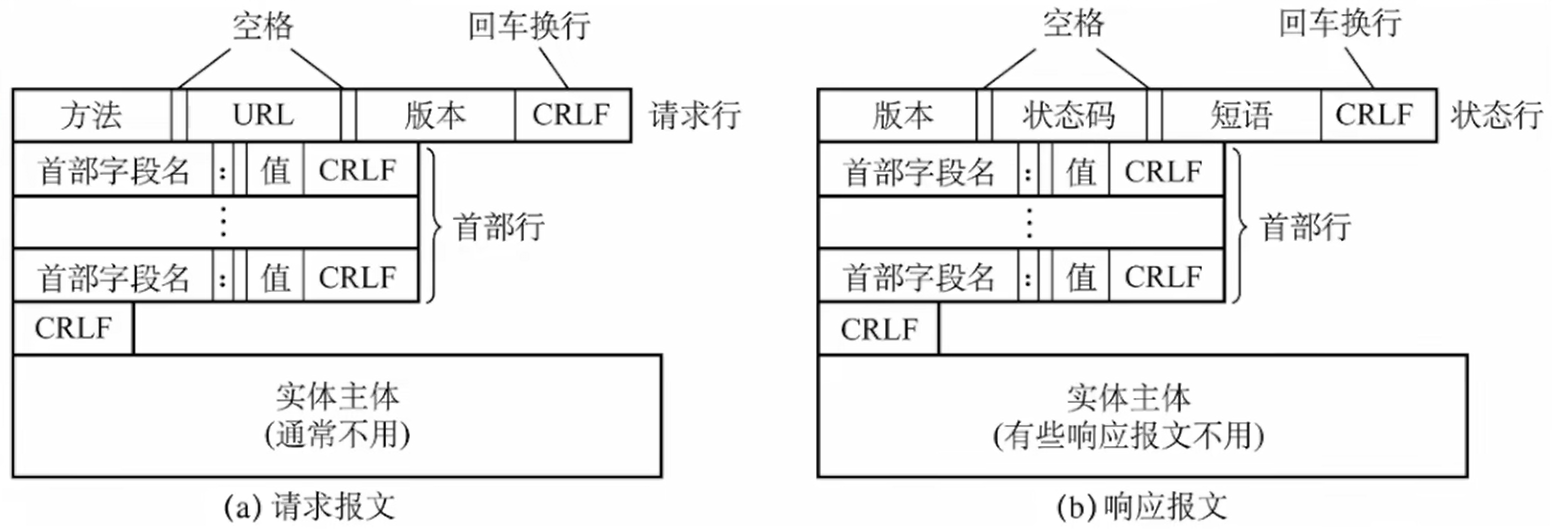 空格 回车换行
方法 URL 版本 CRLF 请求行
首部字段名 : 值 CRLF
⋮ 首部行
首部字段名 : 值 CRLF
CRLF
实体主体
(通常不用)
(a) 请求报文
空格 回车换行
版本 状态码 短语 CRLF 状态行
首部字段名 : 值 CRLF
⋮ 首部行
首部字段名 : 值 CRLF
CRLF
实体主体
(有些响应报文不用)
(b) 响应报文